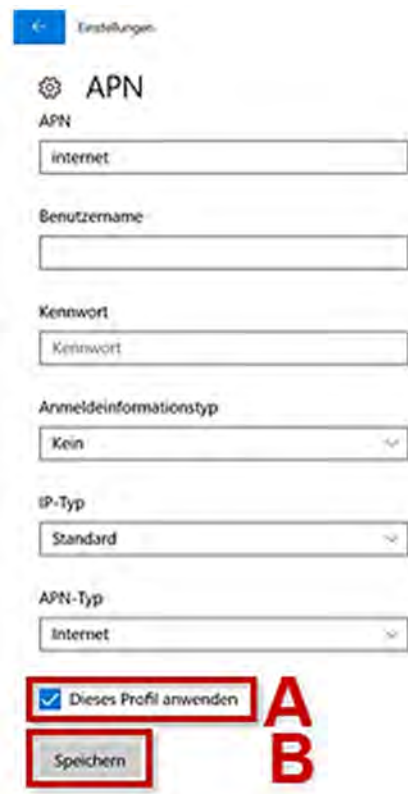 Einstellungen
APN
APN
internet
Benutzername
Kennwort
Kennwort
Anmeldeinformationstyp
Kein
IP-Typ
Standard
APN-Typ
Internet
Dieses Profil anwenden A
Speichern B